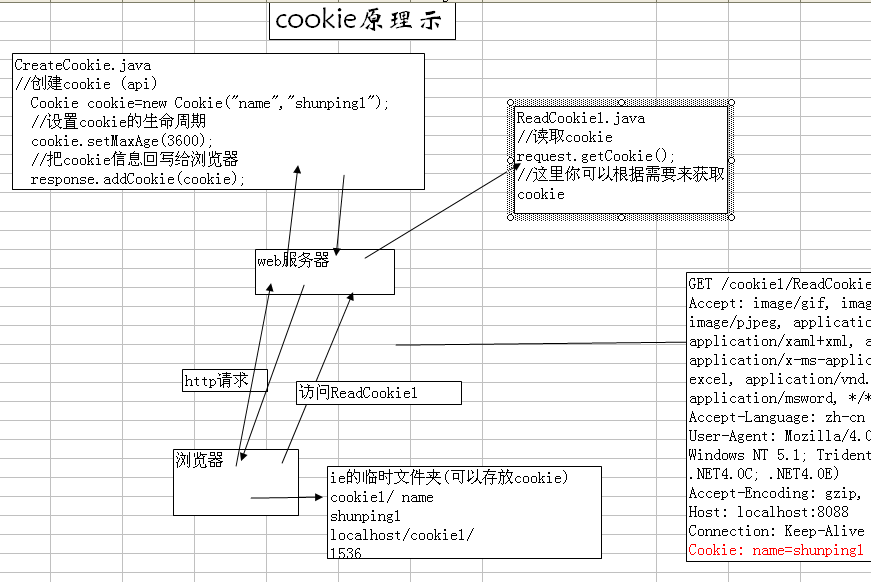 cookie原理示
CreateCookie.java
//创建cookie (api)
Cookie cookie=new Cookie("name","shunping1");
//设置cookie的生命周期
cookie.setMaxAge(3600);
//把cookie信息回写给浏览器
response.addCookie(cookie);
ReadCookie1.java
//读取cookie
request.getCookie();
//这里你可以根据需要来获取
cookie
web服务器
http请求
访问ReadCookie1
浏览器
ie的临时文件夹(可以存放cookie)
cookie1/ name
shunping1
localhost/cookie1/
1536
GET /cookie1/ReadCookie
Accept: image/gif, imag
image/pjpeg, applicatio
application/xaml+xml, a
application/x-ms-applic
excel, application/vnd.
application/msword, */*
Accept-Language: zh-cn
User-Agent: Mozilla/4.0
Windows NT 5.1; Trident
.NET4.0C; .NET4.0E)
Accept-Encoding: gzip,
Host: localhost:8088
Connection: Keep-Alive
Cookie: name=shunping1